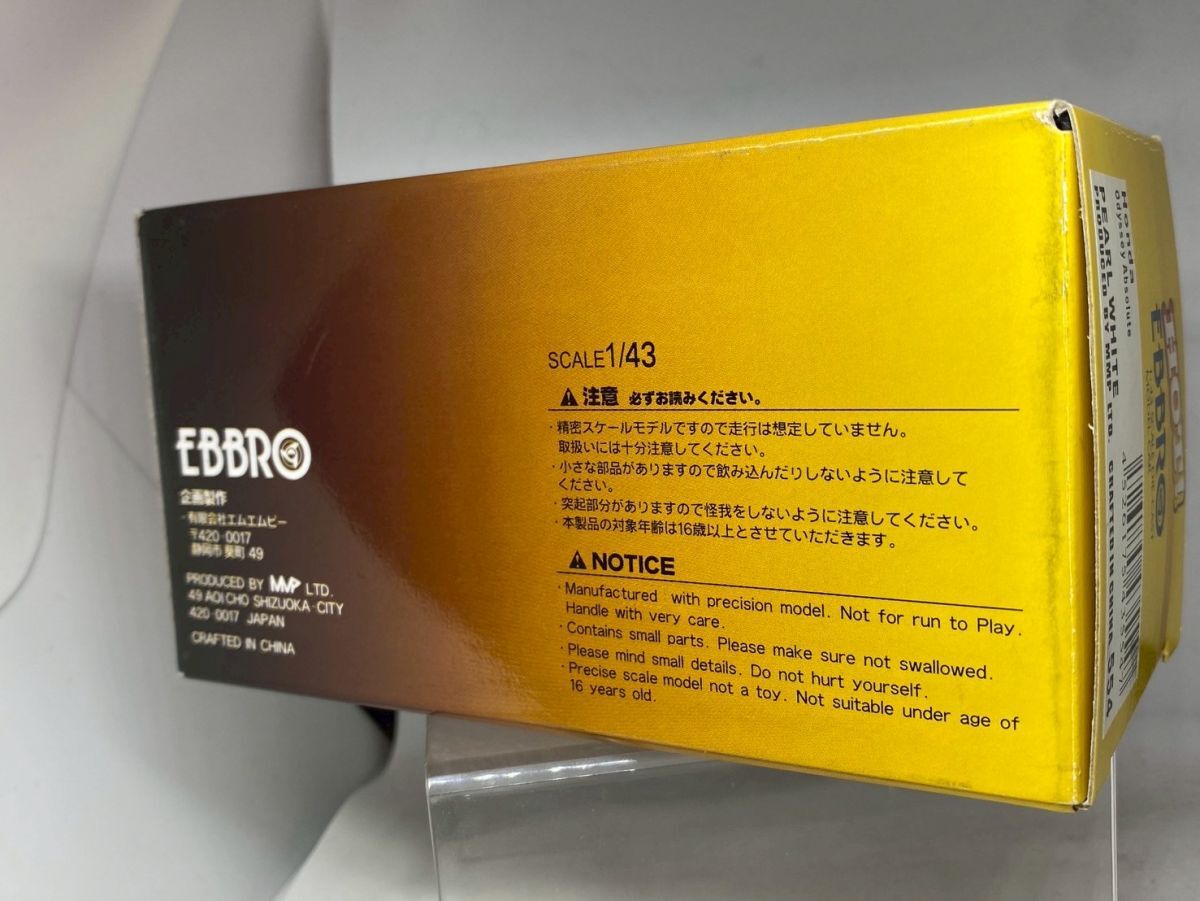 EBBRO
企画製作
有限会社エムエムピー
〒420-0017
静岡市葵町 49
PRODUCED BY MMP LTD.
49 AOI CHO SHIZUOKA-CITY
420-0017 JAPAN
CRAFTED IN CHINA
SCALE1/43
注意 必ずお読みください。
・精密スケールモデルですので走行は想定していません。
取扱いには十分注意してください。
・小さな部品がありますので飲み込んだりしないように注意して
ください。
・突起部分がありますので怪我をしないように注意してください。
・本製品の対象年齢は16歳以上とさせていただきます。
NOTICE
・Manufactured with precision model. Not for run to Play.
Handle with very care.
・Contains small parts. Please make sure not swallowed.
・Please mind small details. Do not hurt yourself.
・Precise scale model not a toy. Not suitable under age of
16 years old.
Honda
Odyssey Absolute
PEARL WHITE
PRODUCED BY MMP LTD. CRAFTED IN CHINA 554
EBBRO